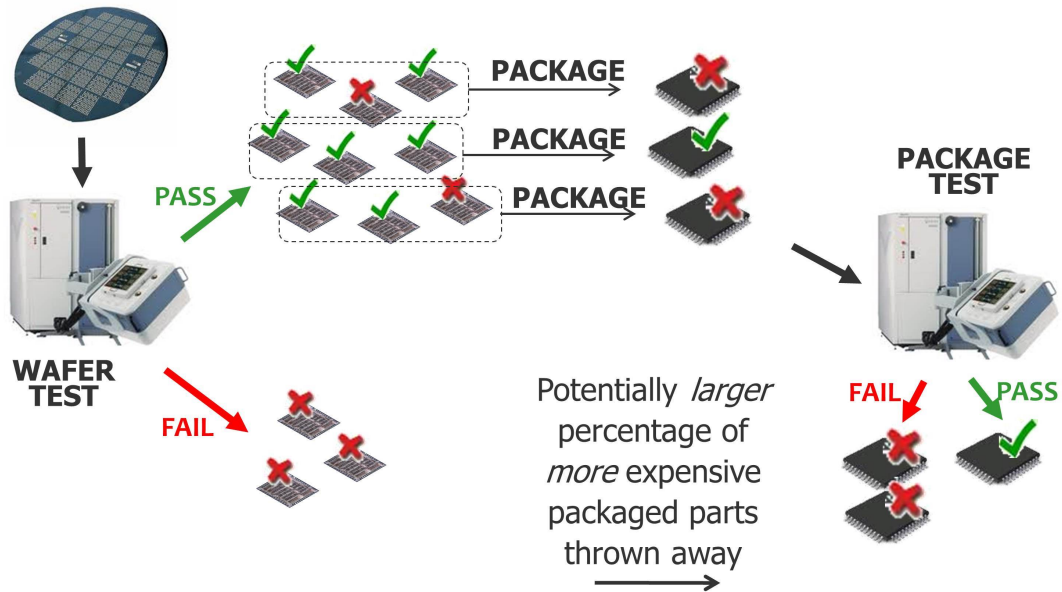 PACKAGE
PACKAGE
PACKAGE
PASS
PACKAGE
TEST
WAFER
TEST
FAIL
Potentially larger
percentage of
more expensive
packaged parts
thrown away
FAIL
PASS